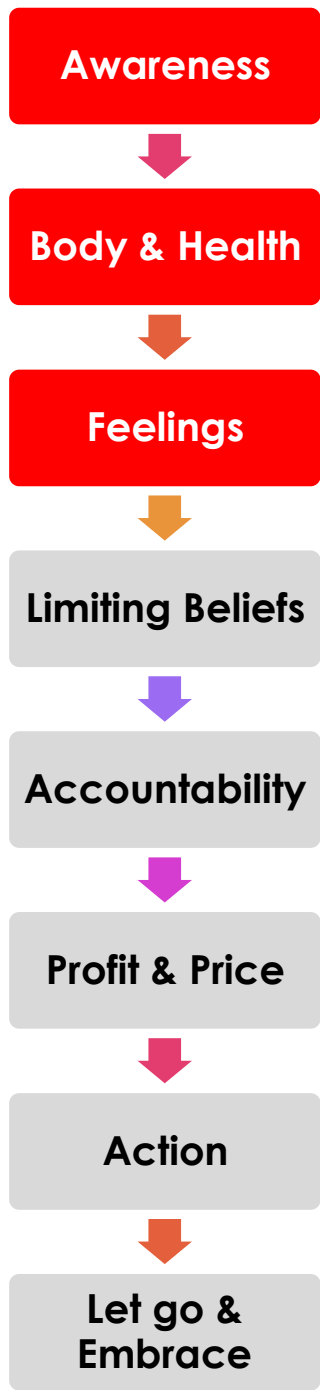 Awareness
Body & Health
Feelings
Limiting Beliefs
Accountability
Profit & Price
Action
Let go &
Embrace